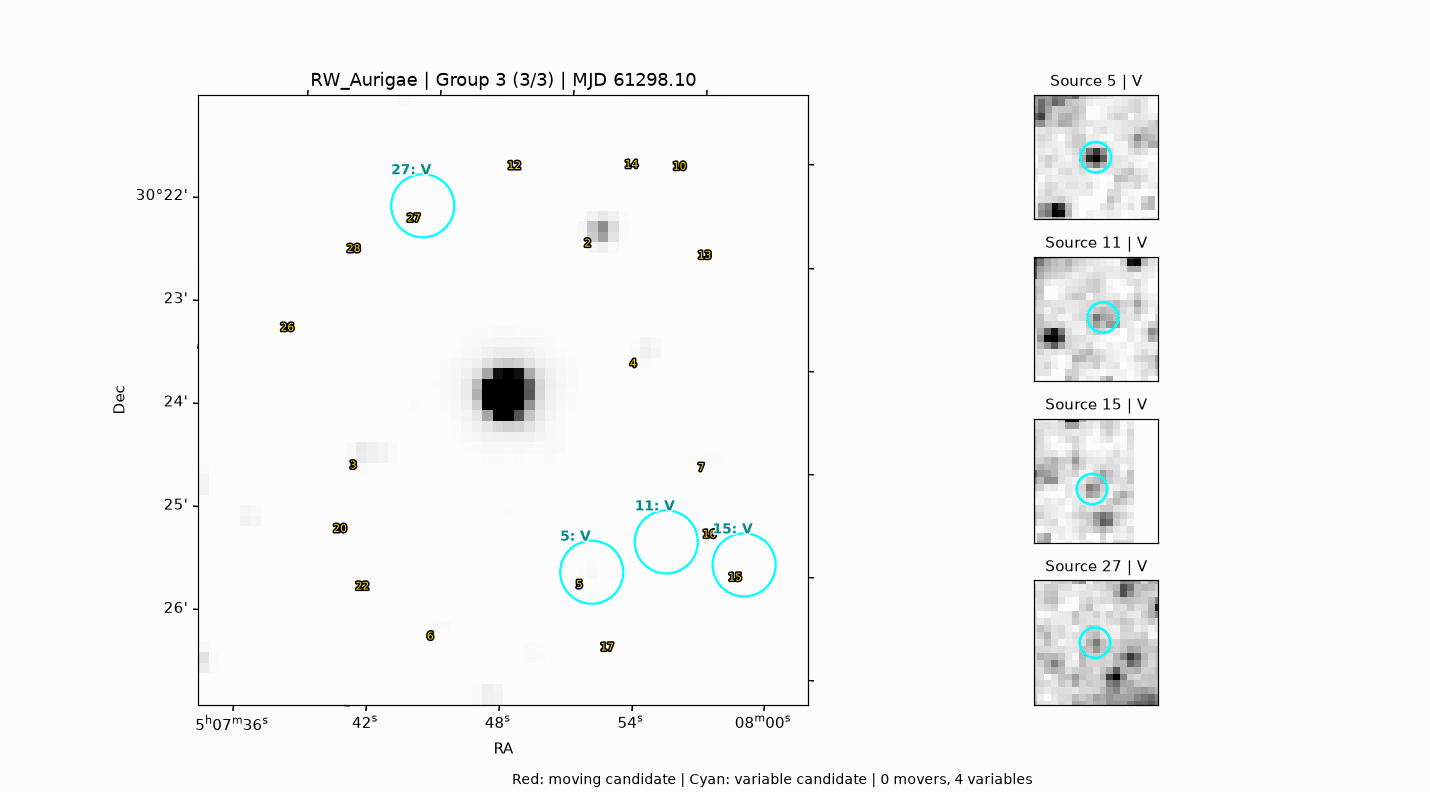 RW_Aurigae | Group 3 (3/3) | MJD 61298.10
27: V
12
14
10
27
28
2
13
26
4
3
7
20
11: V
16
15: V
5: V
22
5
15
6
17
30°22'
23'
24'
25'
26'
Dec
5ʰ07ᵐ36ˢ
42ˢ
48ˢ
54ˢ
08ᵐ00ˢ
RA
Source 5 | V
Source 11 | V
Source 15 | V
Source 27 | V
Red: moving candidate | Cyan: variable candidate | 0 movers, 4 variables